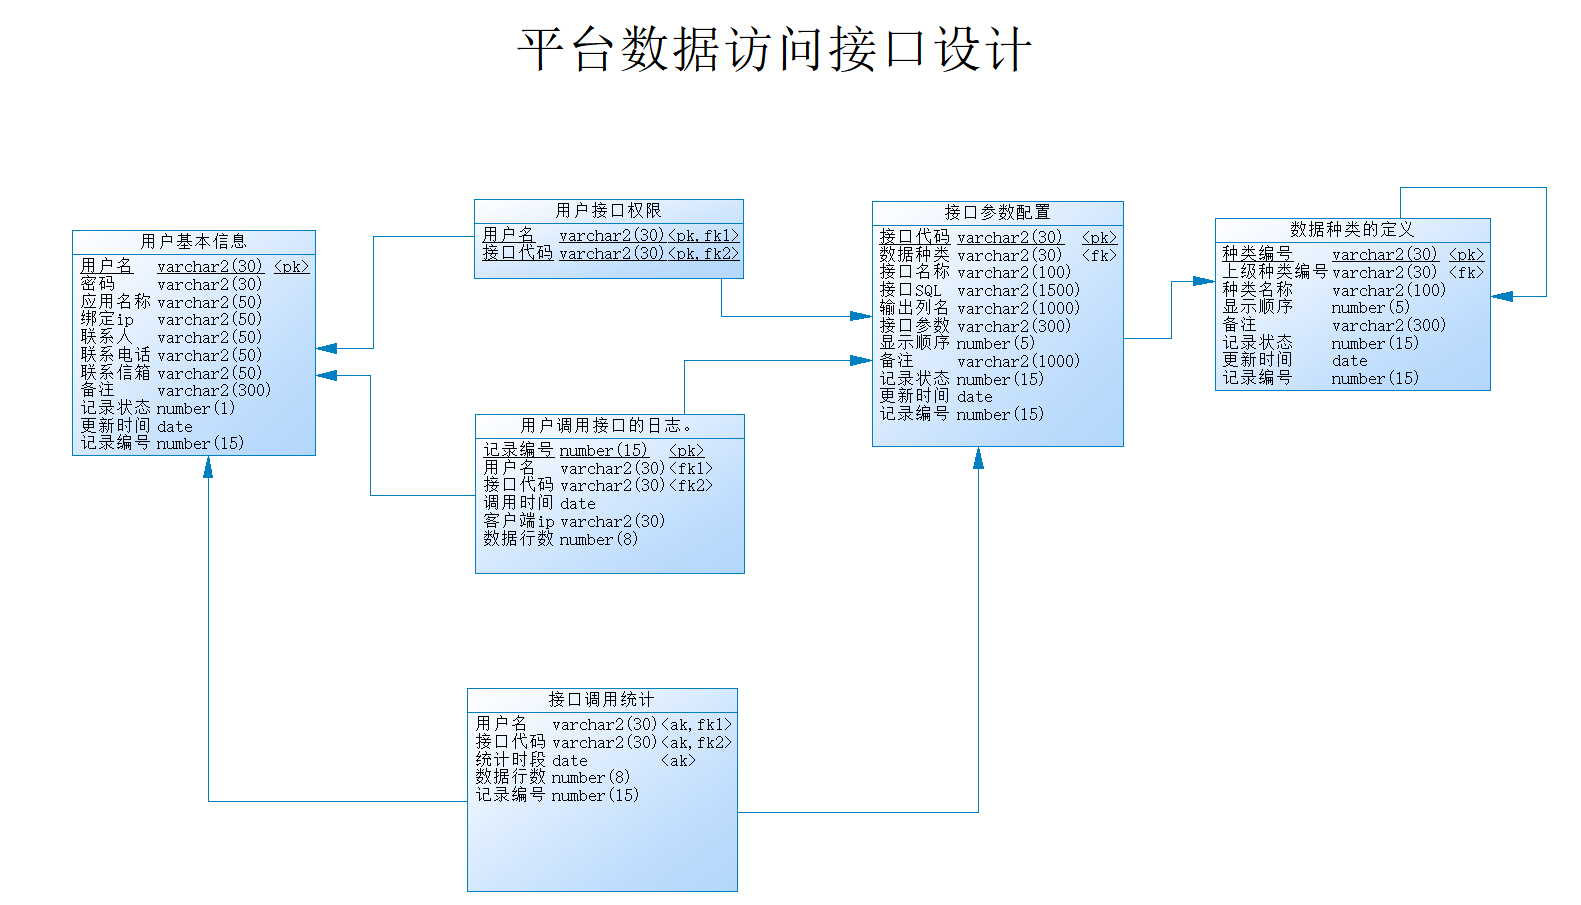 平台数据访问接口设计
用户基本信息
用户名 varchar2(30) <pk>
密码 varchar2(30)
应用名称 varchar2(50)
绑定ip varchar2(50)
联系人 varchar2(50)
联系电话 varchar2(50)
联系信箱 varchar2(50)
备注 varchar2(300)
记录状态 number(1)
更新时间 date
记录编号 number(15)
用户接口权限
用户名 varchar2(30) <pk,fk1>
接口代码 varchar2(30) <pk,fk2>
用户调用接口的日志。
记录编号 number(15) <pk>
用户名 varchar2(30) <fk1>
接口代码 varchar2(30) <fk2>
调用时间 date
客户端ip varchar2(30)
数据行数 number(8)
接口调用统计
用户名 varchar2(30) <ak,fk1>
接口代码 varchar2(30) <ak,fk2>
统计时段 date <ak>
数据行数 number(8)
记录编号 number(15)
接口参数配置
接口代码 varchar2(30) <pk>
数据种类 varchar2(30) <fk>
接口名称 varchar2(100)
接口SQL varchar2(1500)
输出列名 varchar2(1000)
接口参数 varchar2(300)
显示顺序 number(5)
备注 varchar2(1000)
记录状态 number(15)
更新时间 date
记录编号 number(15)
数据种类的定义
种类编号 varchar2(30) <pk>
上级种类编号 varchar2(30) <fk>
种类名称 varchar2(100)
显示顺序 number(5)
备注 varchar2(300)
记录状态 number(15)
更新时间 date
记录编号 number(15)